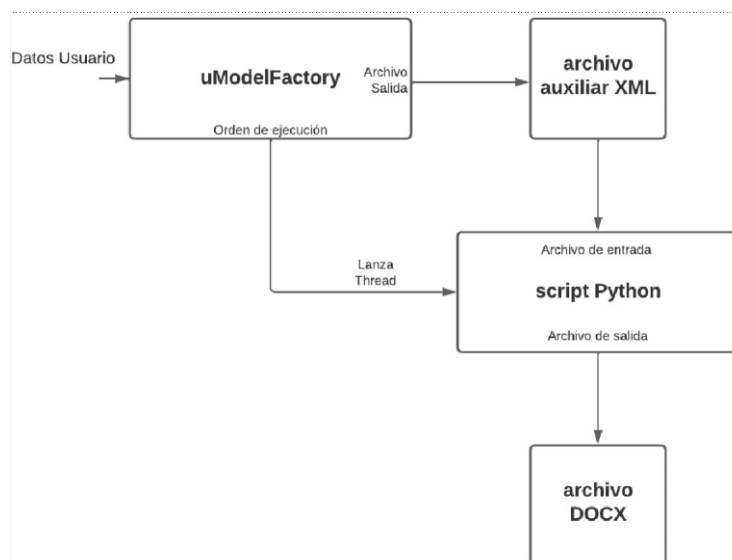 Datos Usuario
uModelFactory
Archivo
Salida
Orden de ejecución
archivo
auxiliar XML
Lanza
Thread
Archivo de entrada
script Python
Archivo de salida
archivo
DOCX